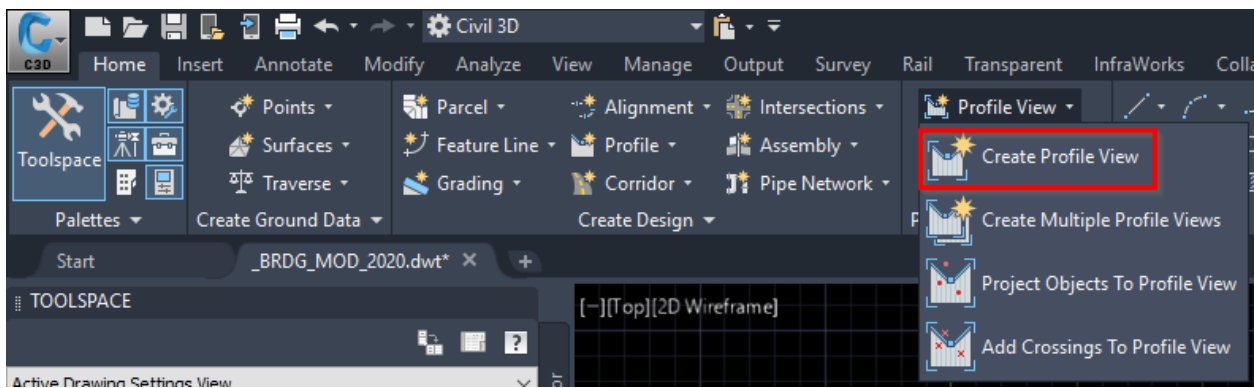 Civil 3D
C3D Home Insert Annotate Modify Analyze View Manage Output Survey Rail Transparent InfraWorks Colla
Toolspace
Points
Surfaces
Traverse
Parcel
Feature Line
Grading
Alignment
Profile
Corridor
Intersections
Assembly
Pipe Network
Profile View
Create Profile View
Create Multiple Profile Views
Project Objects To Profile View
Add Crossings To Profile View
Palettes Create Ground Data Create Design P
Start _BRDG_MOD_2020.dwt* × +
TOOLSPACE
[−][Top][2D Wireframe]
?
Active Drawing Settings View